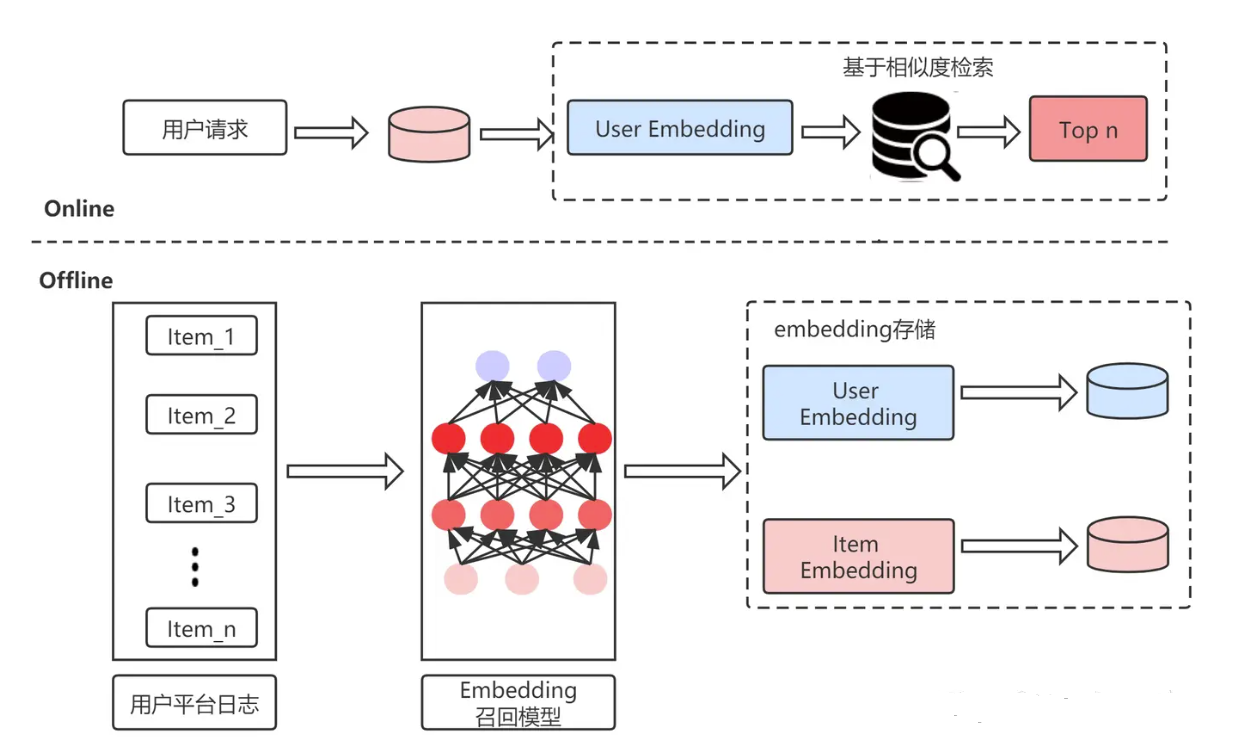 基于相似度检索
用户请求
User Embedding
Top n
Online
Offline
Item_1
Item_2
Item_3
Item_n
用户平台日志
Embedding
召回模型
embedding存储
User
Embedding
Item
Embedding